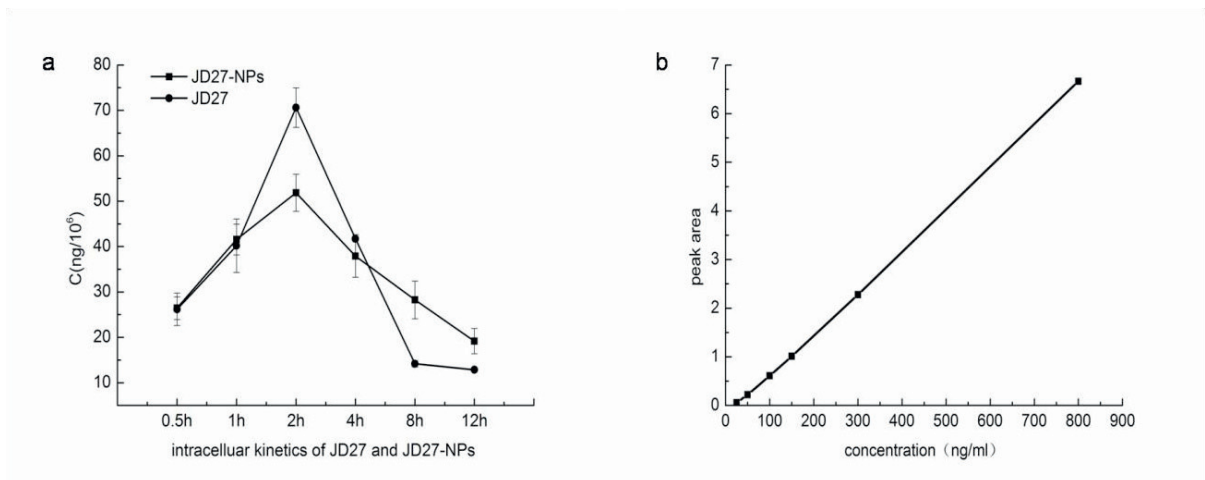 a
80
70
60
50
40
30
20
10
C(ng/10⁶)
JD27-NPs
JD27
0.5h 1h 2h 4h 8h 12h
intracelluar kinetics of JD27 and JD27-NPs
b
7
6
5
4
3
2
1
0
peak area
0 100 200 300 400 500 600 700 800 900
concentration（ng/ml）